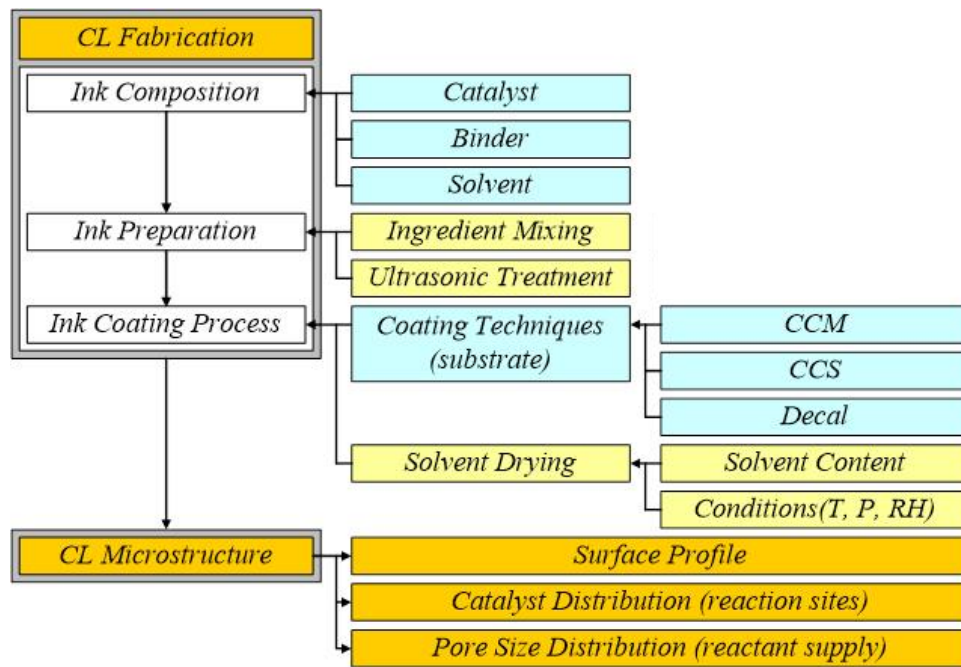 CL Fabrication
Ink Composition
Catalyst
Binder
Solvent
Ink Preparation
Ingredient Mixing
Ultrasonic Treatment
Ink Coating Process
Coating Techniques
(substrate)
CCM
CCS
Decal
Solvent Drying
Solvent Content
Conditions(T, P, RH)
CL Microstructure
Surface Profile
Catalyst Distribution (reaction sites)
Pore Size Distribution (reactant supply)